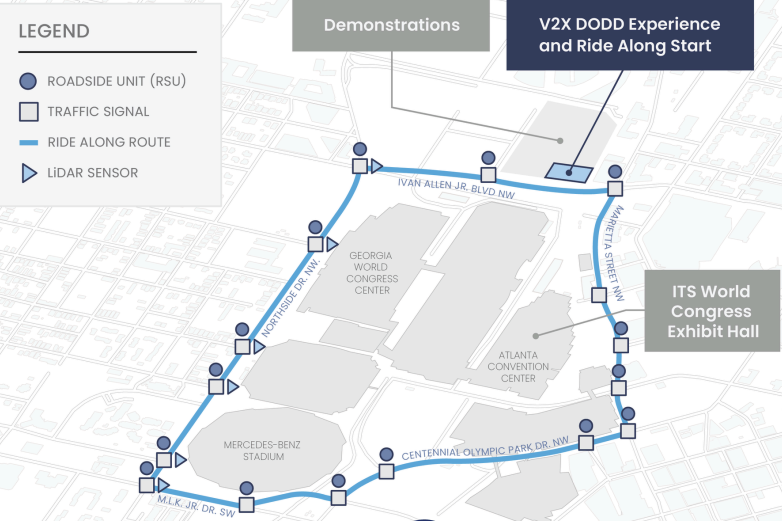 LEGEND
ROADSIDE UNIT (RSU)
TRAFFIC SIGNAL
RIDE ALONG ROUTE
LiDAR SENSOR
Demonstrations
V2X DODD Experience
and Ride Along Start
IVAN ALLEN JR. BLVD NW
MARIETTA STREET NW
GEORGIA
WORLD
CONGRESS
CENTER
NORTHSIDE DR. NW.
ITS World
Congress
Exhibit Hall
ATLANTA
CONVENTION
CENTER
MERCEDES-BENZ
STADIUM
CENTENNIAL OLYMPIC PARK DR. NW
M.L.K. JR. DR. SW